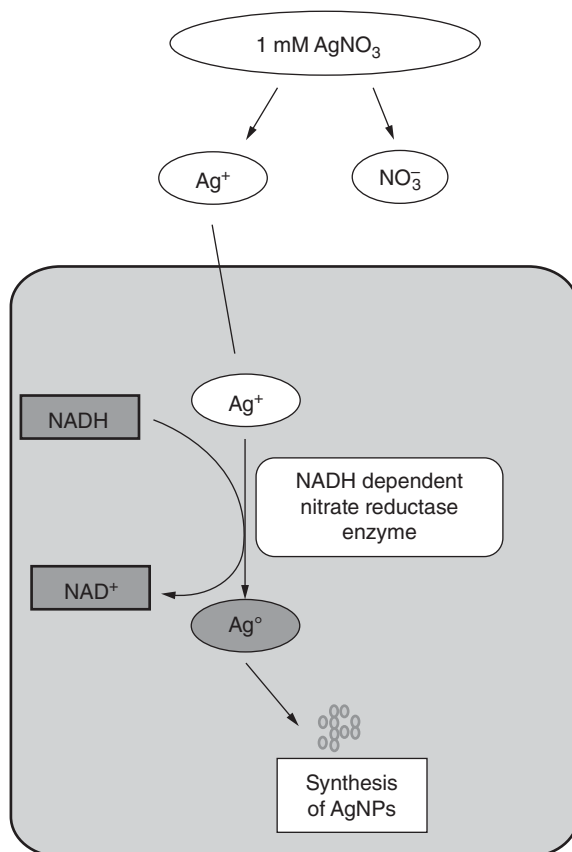 1 mM AgNO₃
Ag⁺
NO₃⁻
Ag⁺
NADH
NADH dependent
nitrate reductase
enzyme
NAD⁺
Ag°
Synthesis
of AgNPs